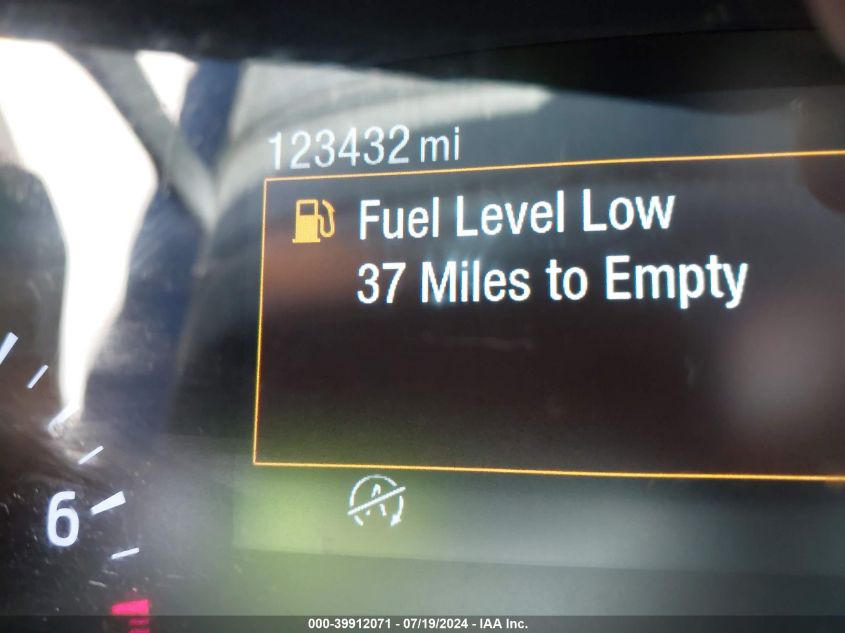 123432 mi
Fuel Level Low
37 Miles to Empty
A
6
000-39912071 - 07/19/2024 - IAA Inc.